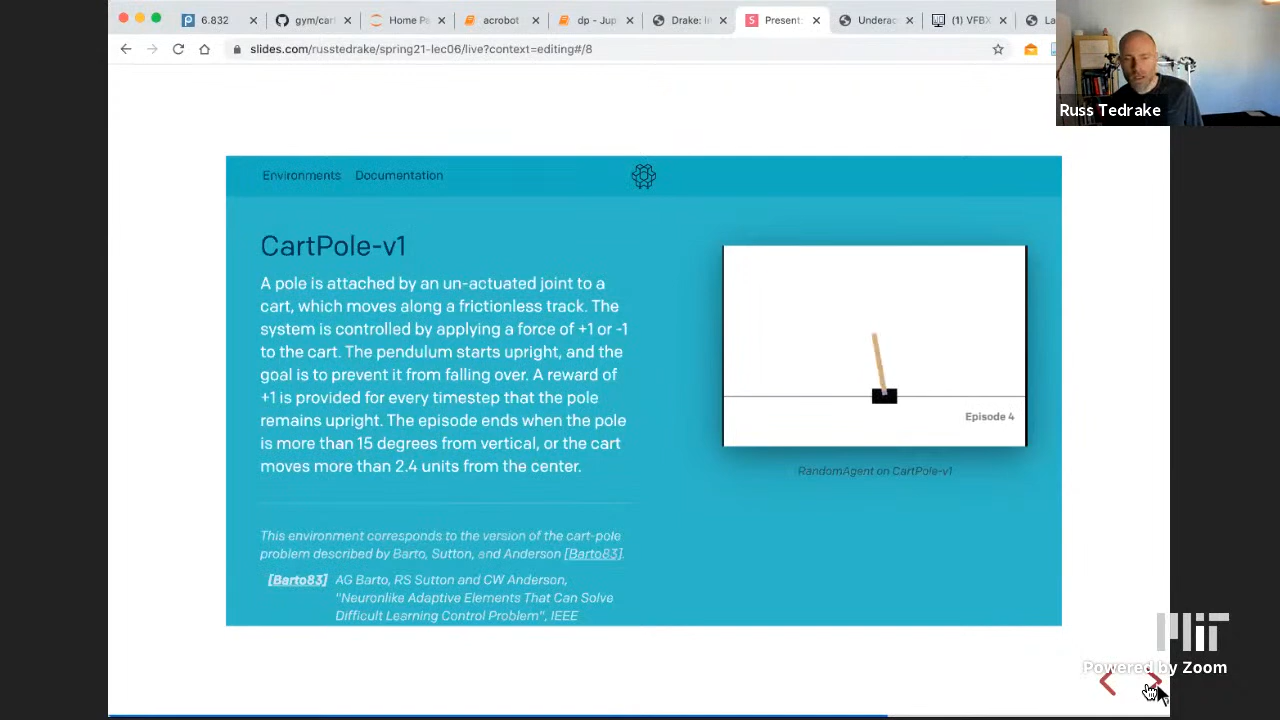 6.832
gym/car
Home Pa
acrobot
dp - Jup
Drake: In
Present:
Underac
(1) VFBX
La
slides.com/russtedrake/spring21-lec06/live?context=editing#/8
Russ Tedrake
Environments Documentation
CartPole-v1
A pole is attached by an un-actuated joint to a
cart, which moves along a frictionless track. The
system is controlled by applying a force of +1 or -1
to the cart. The pendulum starts upright, and the
goal is to prevent it from falling over. A reward of
+1 is provided for every timestep that the pole
remains upright. The episode ends when the pole
is more than 15 degrees from vertical, or the cart
moves more than 2.4 units from the center.
Episode 4
RandomAgent on CartPole-v1
This environment corresponds to the version of the cart-pole
problem described by Barto, Sutton, and Anderson [Barto83].
[Barto83] AG Barto, RS Sutton and CW Anderson,
"Neuronlike Adaptive Elements That Can Solve
Difficult Learning Control Problem", IEEE
MIT
Powered by Zoom